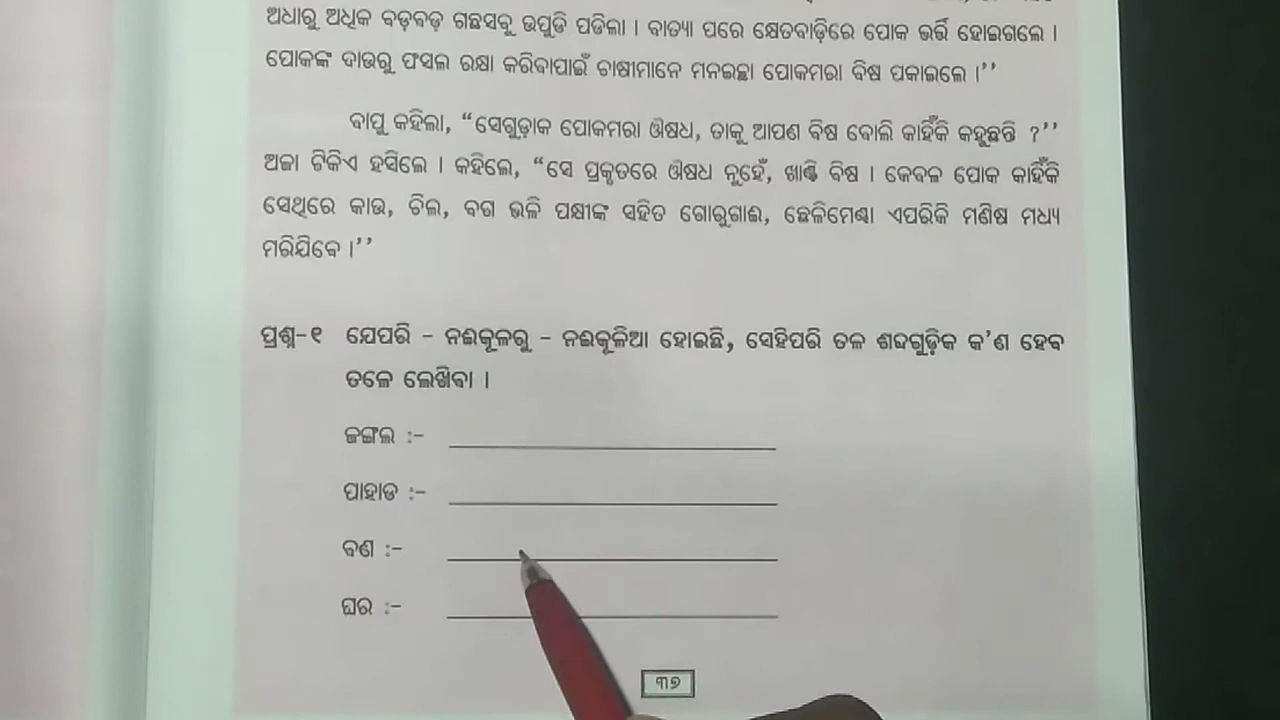 ଅଧାରୁ ଅଧିକ ବଡ଼ବଡ଼ ଗଛସବୁ ଉପୁଡି ପଡିଲା । ବାତ୍ୟା ପରେ କ୍ଷେତବାଡ଼ିରେ ପୋକ ଭର୍ତ୍ତି ହୋଇଗଲେ ।
ପୋକଙ୍କ ଦାଉରୁ ଫସଲ ରକ୍ଷା କରିବାପାଇଁ ଚାଷୀମାନେ ମନଇଚ୍ଛା ପୋକମରା ବିଷ ପକାଇଲେ ।’’
ବାପୁ କହିଲା, “ସେଗୁଡ଼ାକ ପୋକମରା ଔଷଧ, ତାକୁ ଆପଣ ବିଷ ବୋଲି କାହିଁକି କହୁଛନ୍ତି ?’’
ଅଜା ଟିକିଏ ହସିଲେ । କହିଲେ, “ସେ ପ୍ରକୃତରେ ଔଷଧ ନୁହେଁ, ଖାଣ୍ଟି ବିଷ । କେବଳ ପୋକ କାହିଁକି
ସେଥିରେ କାଉ, ଚିଲ, ବଗ ଭଳି ପକ୍ଷୀଙ୍କ ସହିତ ଗୋରୁଗାଈ, ଛେଳିମେଣ୍ଢା ଏପରିକି ମଣିଷ ମଧ୍ୟ
ମରିଯିବେ ।’’
ପ୍ରଶ୍ନ-୧ ଯେପରି - ନଈକୂଳରୁ - ନଈକୂଳିଆ ହୋଇଛି, ସେହିପରି ତଳ ଶବ୍ଦଗୁଡ଼ିକ କ'ଣ ହେବ
ତଳେ ଲେଖିବା ।
ଜଙ୍ଗଲ :- 
ପାହାଡ :-
ବଣ :-
ଘର :-
୩୭